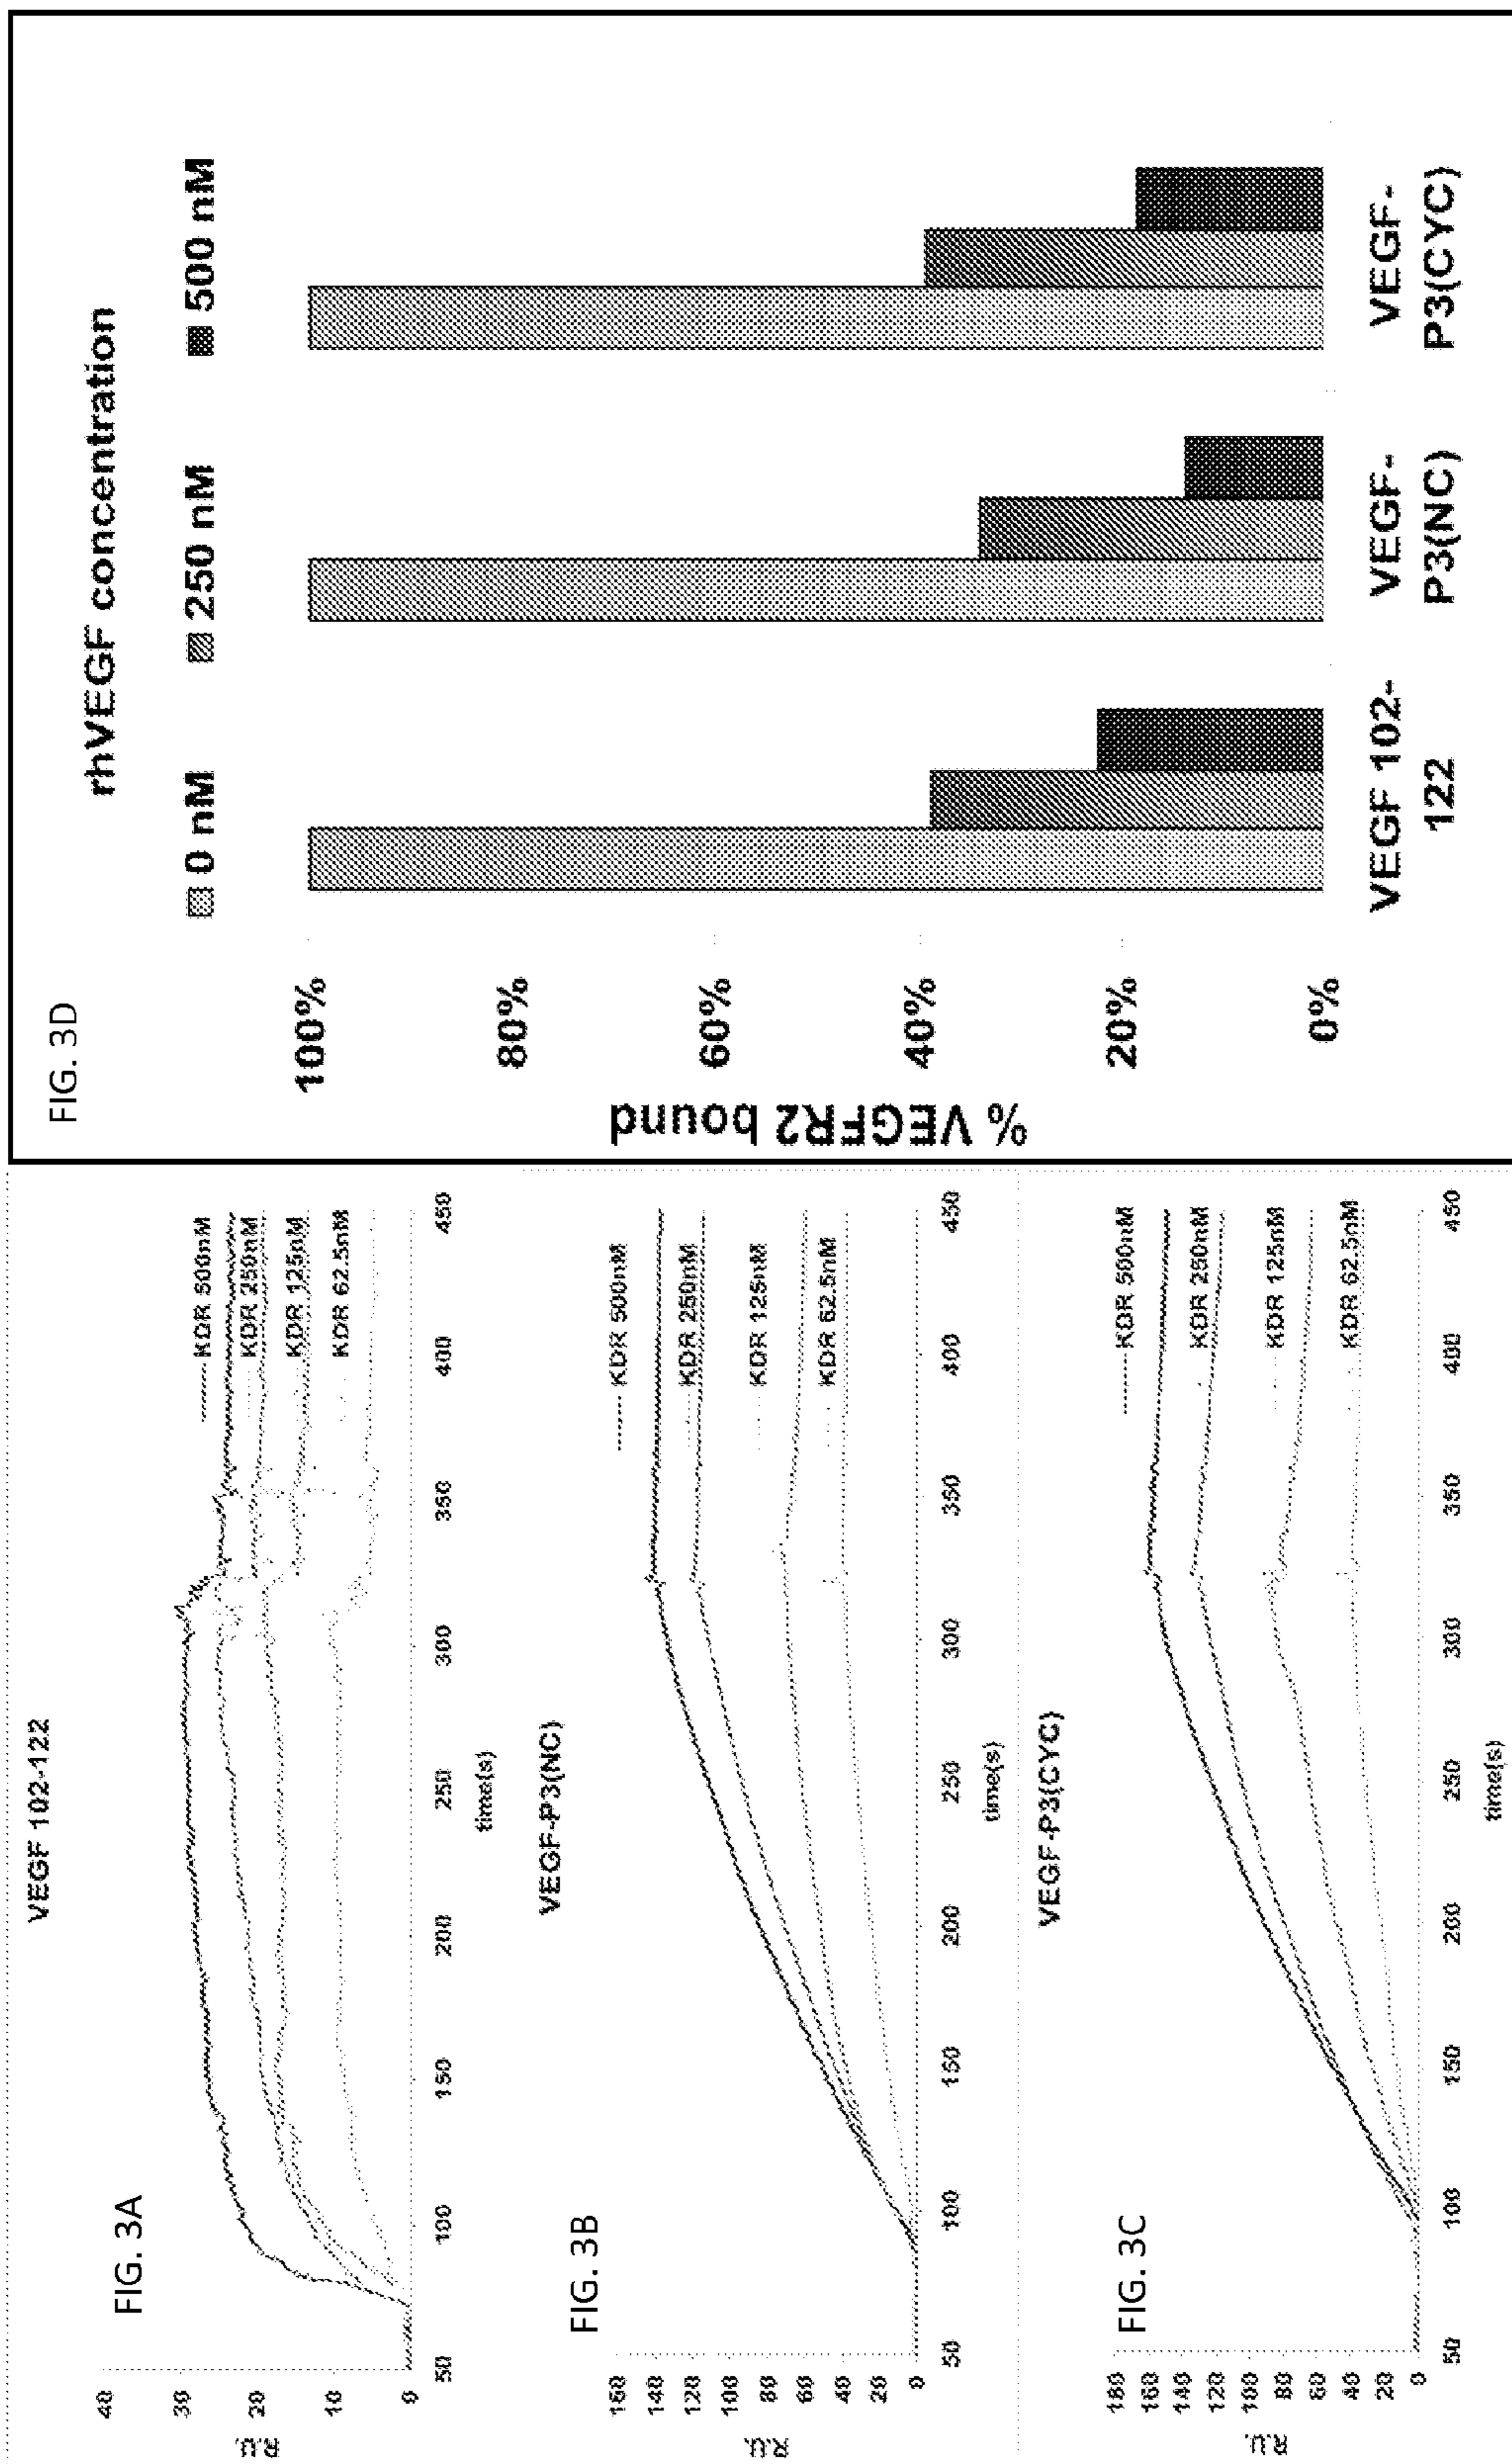 VEGF 102-122
FIG. 3A
R.U.
40
30
20
10
0
50
100
150
200
250
300
350
400
450
time(s)
KDR 500nM
KDR 250nM
KDR 125nM
KDR 62.5nM
VEGF-P3(NC)
FIG. 3B
R.U.
160
140
120
100
80
60
40
20
0
50
100
150
200
250
300
350
400
450
time(s)
KDR 500nM
KDR 250nM
KDR 125nM
KDR 62.5nM
VEGF-P3(CYC)
FIG. 3C
R.U.
180
160
140
120
100
80
60
40
20
0
50
100
150
200
250
300
350
400
450
time(s)
KDR 500nM
KDR 250nM
KDR 125nM
KDR 62.5nM
FIG. 3D
rhVEGF concentration
0 nM
250 nM
500 nM
% VEGFR2 bound
100%
80%
60%
40%
20%
0%
VEGF 102-
122
VEGF-
P3(NC)
VEGF-
P3(CYC)